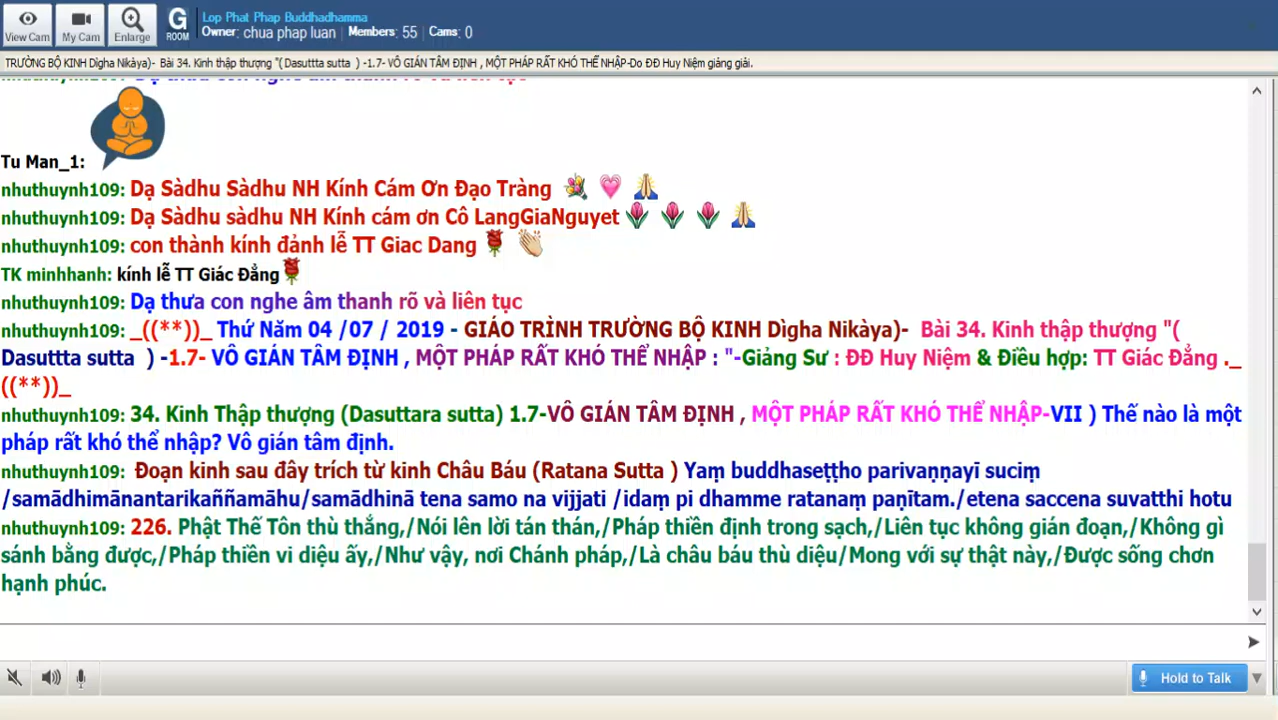 Lop Phat Phap Buddhadhamma
Owner: chua phap luan | Members: 55 | Cams: 0
View Cam
My Cam
Enlarge
G
ROOM
TRƯỜNG BỘ KINH Dìgha Nikàya)- Bài 34. Kinh thập thượng "( Dasuttta sutta ) -1.7- VÔ GIÁN TÂM ĐỊNH , MỘT PHÁP RẤT KHÓ THỂ NHẬP-Do ĐĐ Huy Niệm giảng giải.
Tu Man_1:
nhuthuynh109: Dạ Sàdhu Sàdhu NH Kính Cám Ơn Đạo Tràng
nhuthuynh109: Dạ Sàdhu sàdhu NH Kính cám ơn Cô LangGiaNguyet
nhuthuynh109: con thành kính đảnh lễ TT Giac Dang
TK minhhanh: kính lễ TT Giác Đẳng
nhuthuynh109: Dạ thưa con nghe âm thanh rõ và liên tục
nhuthuynh109: _((**))_ Thứ Năm 04 /07 / 2019 - GIÁO TRÌNH TRƯỜNG BỘ KINH Dìgha Nikàya)- Bài 34. Kinh thập thượng "(
Dasuttta sutta ) -1.7- VÔ GIÁN TÂM ĐỊNH , MỘT PHÁP RẤT KHÓ THỂ NHẬP : "-Giảng Sư : ĐĐ Huy Niệm & Điều hợp: TT Giác Đẳng ._
((**))_
nhuthuynh109: 34. Kinh Thập thượng (Dasuttara sutta) 1.7-VÔ GIÁN TÂM ĐỊNH , MỘT PHÁP RẤT KHÓ THỂ NHẬP-VII ) Thế nào là một
pháp rất khó thể nhập? Vô gián tâm định.
nhuthuynh109: Đoạn kinh sau đây trích từ kinh Châu Báu (Ratana Sutta ) Yaṃ buddhaseṭṭho parivaṇṇayī suciṃ
/samādhimānantarikaññamāhu/samādhinā tena samo na vijjati /idaṃ pi dhamme ratanaṃ paṇītam./etena saccena suvatthi hotu
nhuthuynh109: 226. Phật Thế Tôn thù thắng,/Nói lên lời tán thán,/Pháp thiền định trong sạch,/Liên tục không gián đoạn,/Không gì
sánh bằng được,/Pháp thiền vi diệu ấy,/Như vậy, nơi Chánh pháp,/Là châu báu thù diệu/Mong với sự thật này,/Được sống chơn
hạnh phúc.
Hold to Talk